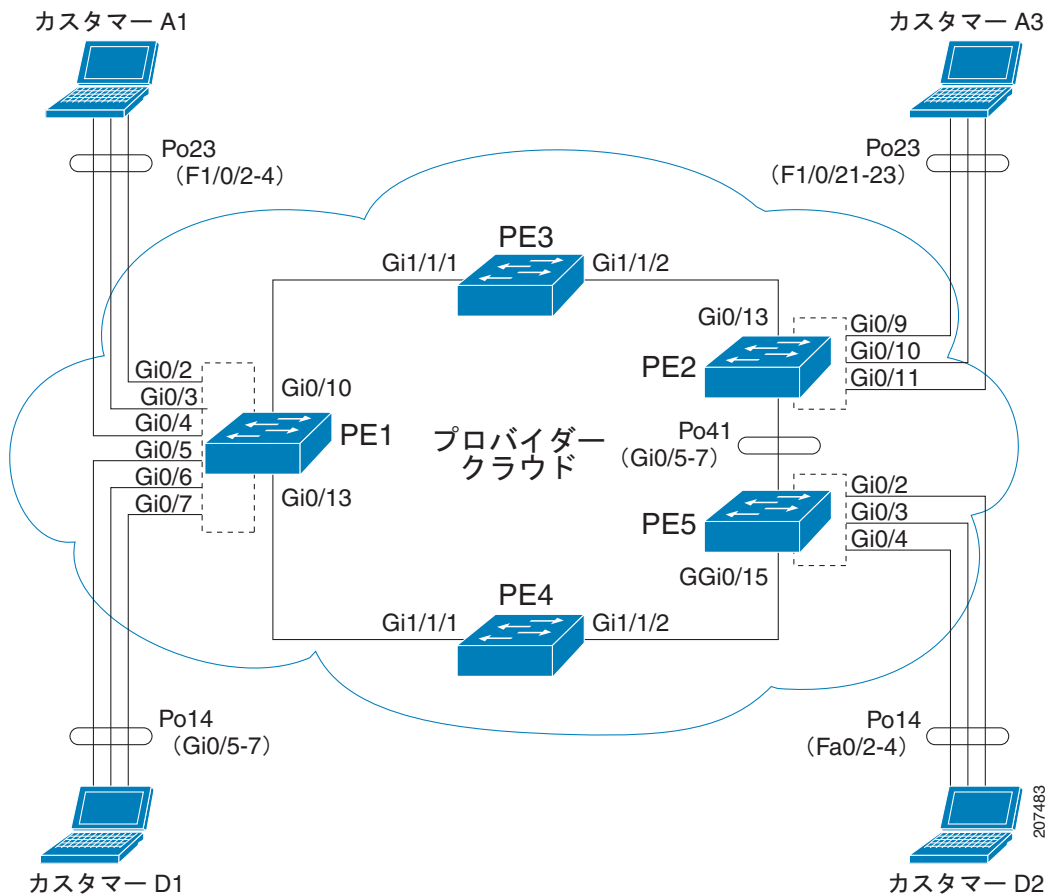 カスタマー A1
カスタマー A3
Po23
（F1/0/2-4）
Po23
（F1/0/21-23）
PE3
Gi1/1/1
Gi1/1/2
Gi0/13
Gi0/9
Gi0/10
Gi0/11
PE2
Gi0/2
Gi0/3
Gi0/4
Gi0/5
Gi0/6
Gi0/7
Gi0/10
PE1
Gi0/13
プロバイダー
クラウド
Po41
（Gi0/5-7）
Gi0/2
Gi0/3
Gi0/4
PE5
GGi0/15
PE4
Gi1/1/1
Gi1/1/2
Po14
（Gi0/5-7）
Po14
（Fa0/2-4）
207483
カスタマー D1
カスタマー D2